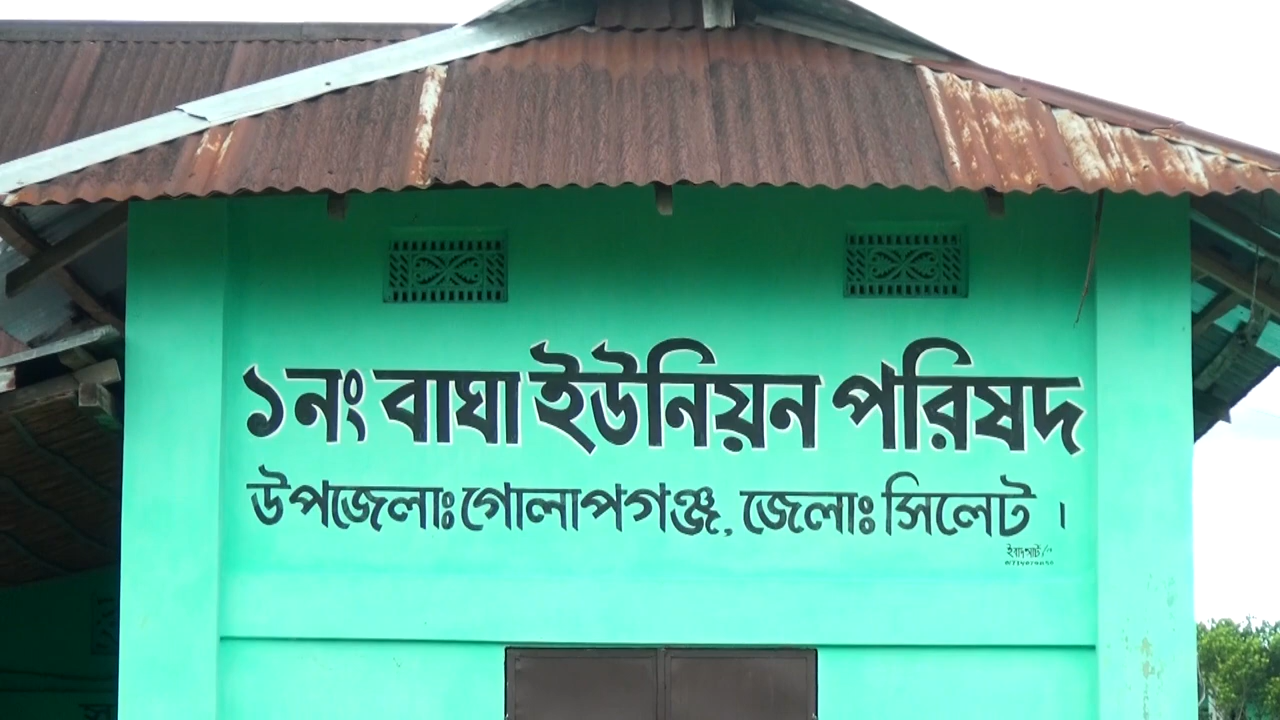 ১নং বাঘা ইউনিয়ন পরিষদ
উপজেলাঃ গোলাপগঞ্জ, জেলাঃ সিলেট ।